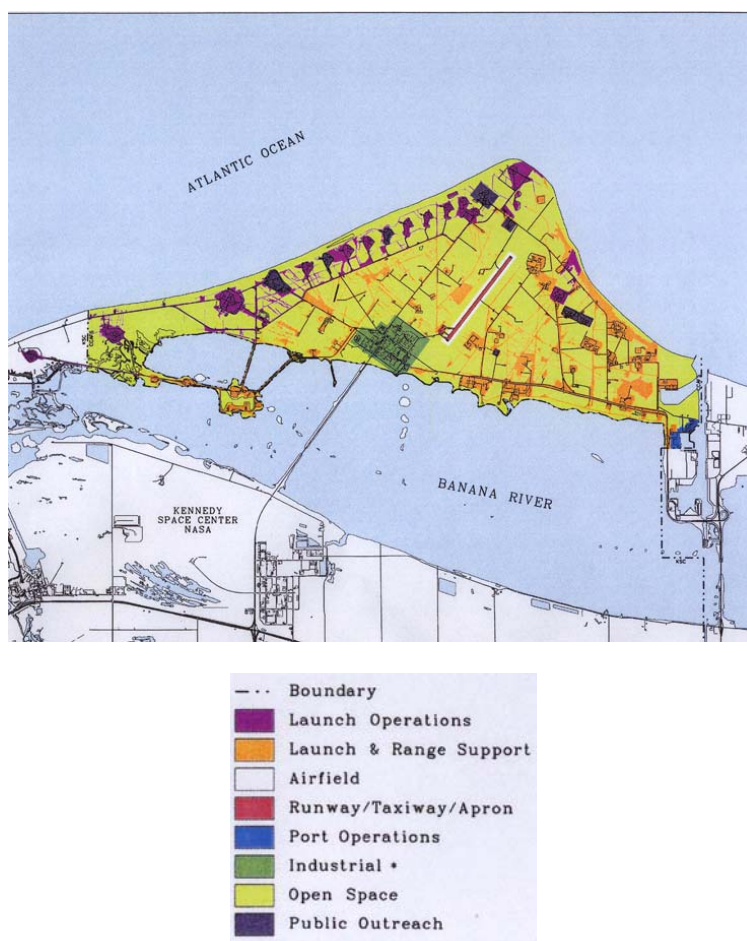 ATLANTIC OCEAN
BANANA RIVER
KENNEDY
SPACE CENTER
NASA
KSC
Boundary
Launch Operations
Launch & Range Support
Airfield
Runway/Taxiway/Apron
Port Operations
Industrial *
Open Space
Public Outreach